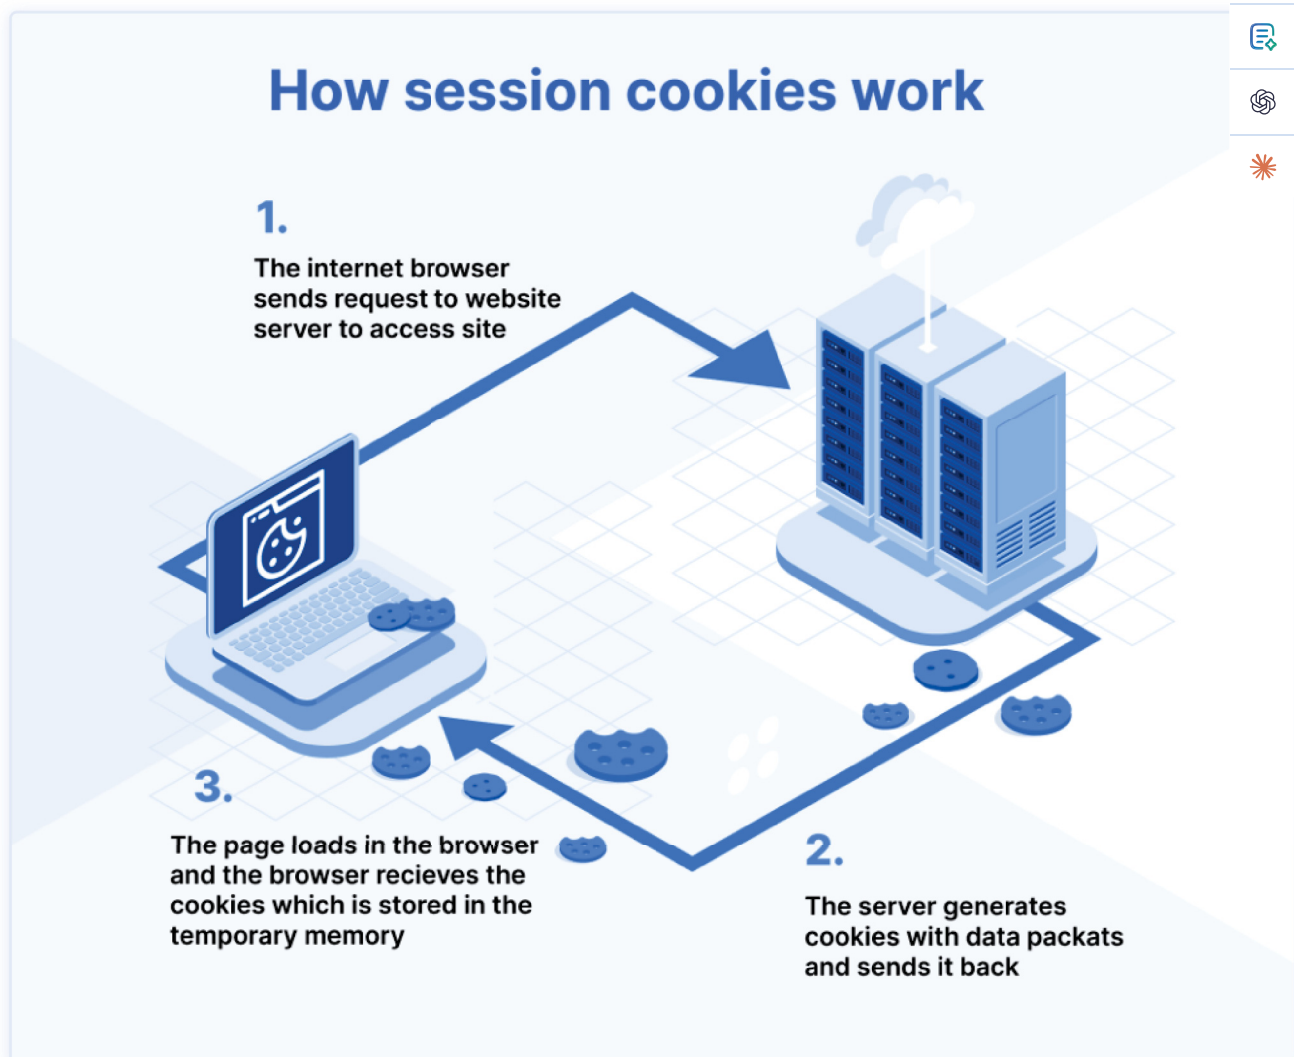 How session cookies work
1.
The internet browser
sends request to website
server to access site
2.
The server generates
cookies with data packats
and sends it back
3.
The page loads in the browser
and the browser recieves the
cookies which is stored in the
temporary memory